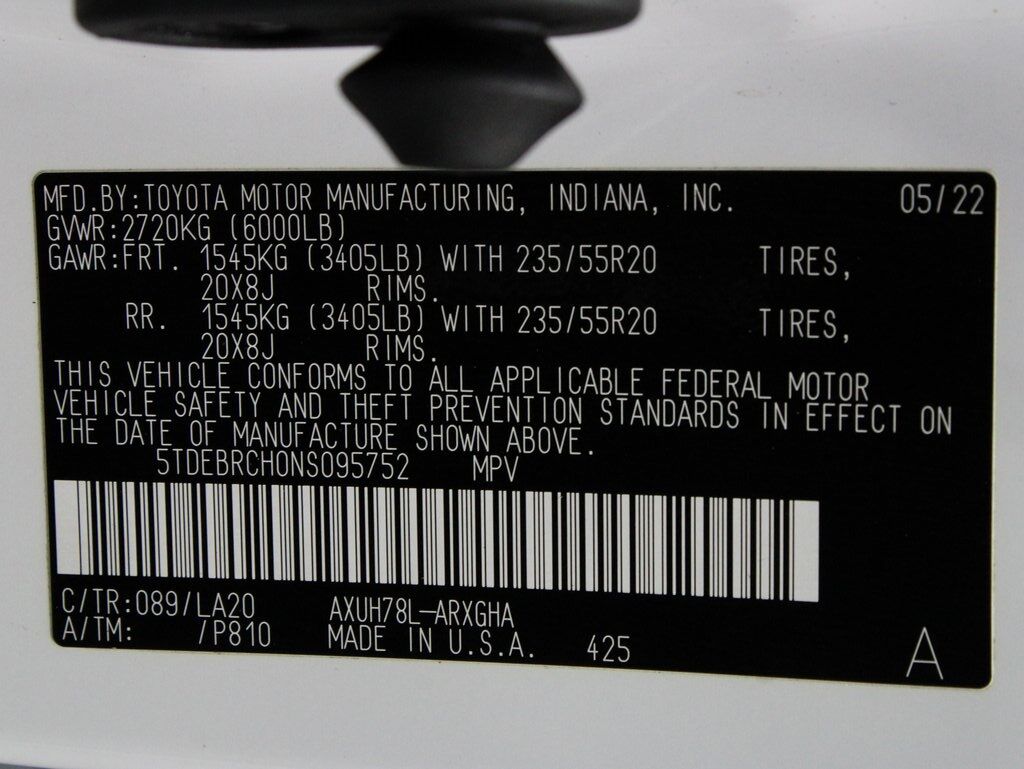 MFD.BY:TOYOTA MOTOR MANUFACTURING, INDIANA, INC. 05/22
GVWR:2720KG (6000LB)
GAWR:FRT. 1545KG (3405LB) WITH 235/55R20 TIRES,
20X8J RIMS.
RR. 1545KG (3405LB) WITH 235/55R20 TIRES,
20X8J RIMS.
THIS VEHICLE CONFORMS TO ALL APPLICABLE FEDERAL MOTOR
VEHICLE SAFETY AND THEFT PREVENTION STANDARDS IN EFFECT ON
THE DATE OF MANUFACTURE SHOWN ABOVE.
5TDEBRCH0NS095752 MPV
C/TR:089/LA20 AXUH78L-ARXGHA
A/TM: /P810 MADE IN U.S.A. 425 A